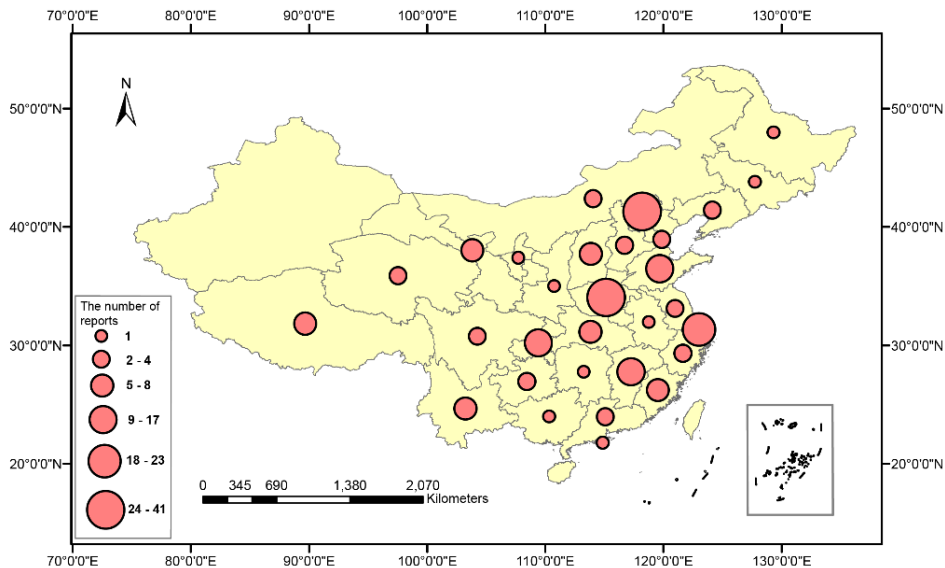 70°0'0"E 80°0'0"E 90°0'0"E 100°0'0"E 110°0'0"E 120°0'0"E 130°0'0"E
N
50°0'0"N 50°0'0"N
40°0'0"N 40°0'0"N
The number of
reports
1
30°0'0"N 30°0'0"N
2 - 4
5 - 8
9 - 17
18 - 23
20°0'0"N 20°0'0"N
24 - 41
0 345 690 1,380 2,070
Kilometers
70°0'0"E 80°0'0"E 90°0'0"E 100°0'0"E 110°0'0"E 120°0'0"E 130°0'0"E